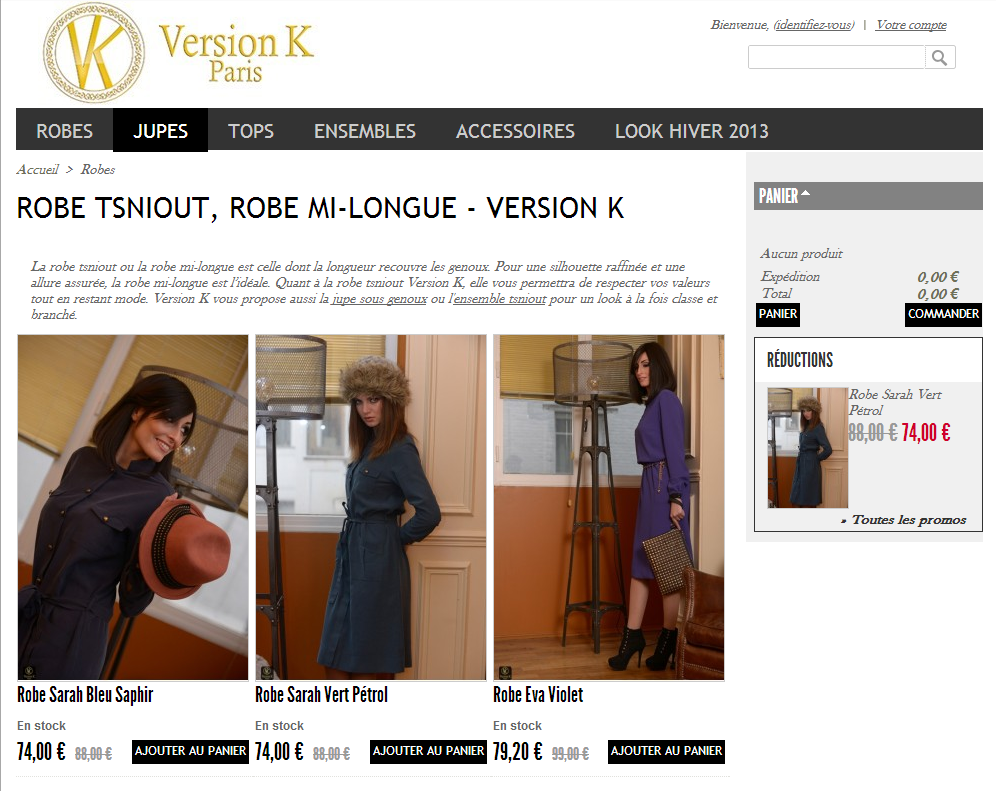 Version K
Paris
Bienvenue, (identifiez-vous) | Votre compte
ROBES JUPES TOPS ENSEMBLES ACCESSOIRES LOOK HIVER 2013
Accueil > Robes
ROBE TSNIOUT, ROBE MI-LONGUE - VERSION K
La robe tsniout ou la robe mi-longue est celle dont la longueur recouvre les genoux. Pour une silhouette raffinée et une
allure assurée, la robe mi-longue est l'idéale. Quant à la robe tsniout Version K, elle vous permettra de respecter vos valeurs
tout en restant mode. Version K vous propose aussi la jupe sous genoux ou l'ensemble tsniout pour un look à la fois classe et
branché.
Robe Sarah Bleu Saphir
En stock
74,00 € 88,00 € AJOUTER AU PANIER
Robe Sarah Vert Pétrol
En stock
74,00 € 88,00 € AJOUTER AU PANIER
Robe Eva Violet
En stock
79,20 € 99,00 € AJOUTER AU PANIER
PANIER
Aucun produit
Expédition 0,00 €
Total 0,00 €
PANIER COMMANDER
RÉDUCTIONS
Robe Sarah Vert
Pétrol
88,00 € 74,00 €
» Toutes les promos